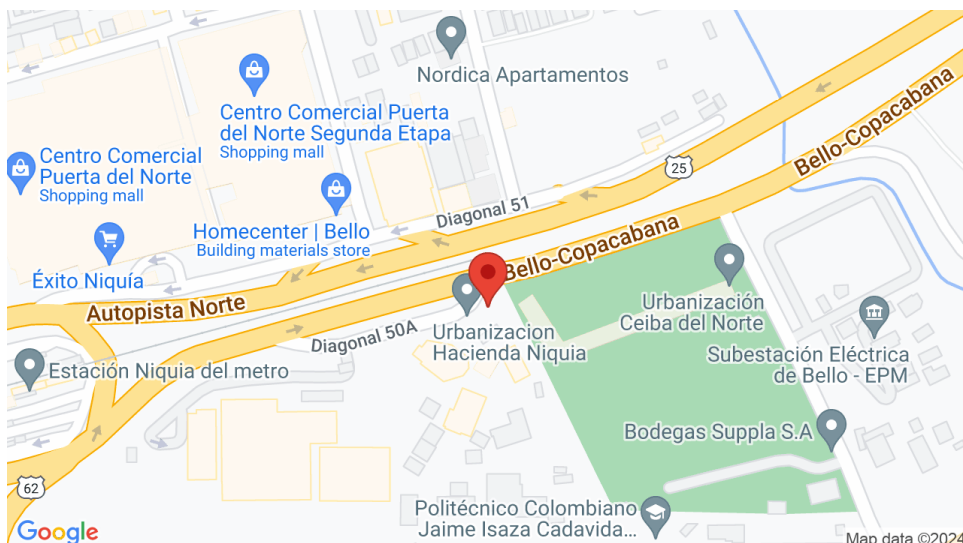 Nordica Apartamentos
Centro Comercial Puerta
del Norte Segunda Etapa
Shopping mall
Centro Comercial
Puerta del Norte
Shopping mall
25
Bello-Copacabana
Diagonal 51
Homecenter | Bello
Building materials store
Bello-Copacabana
Éxito Niquía
Autopista Norte
Urbanización
Ceiba del Norte
Diagonal 50A
Urbanizacion
Hacienda Niquia
Subestación Eléctrica
de Bello - EPM
Estación Niquia del metro
Bodegas Suppla S.A
62
Politécnico Colombiano
Jaime Isaza Cadavida...
Google
Map data ©2024